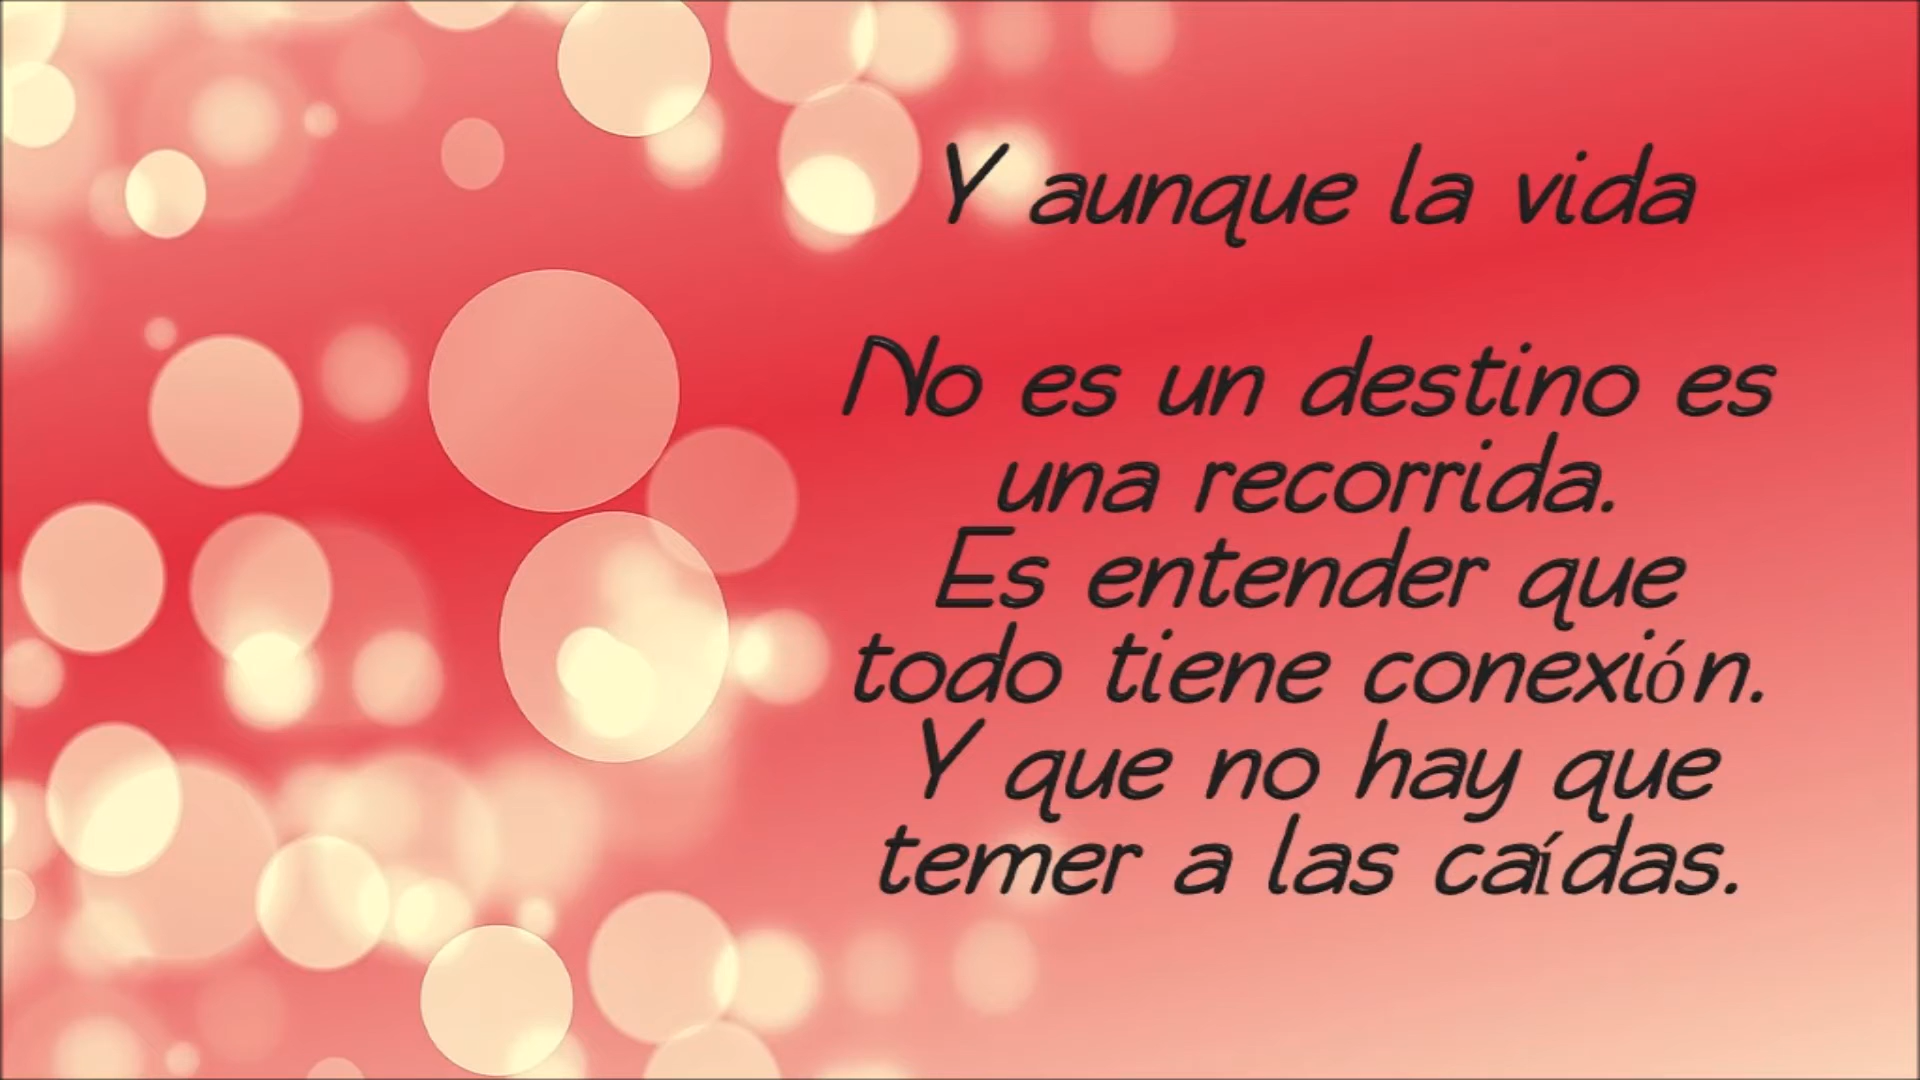 Y aunque la vida
No es un destino es
una recorrida.
Es entender que
todo tiene conexión.
Y que no hay que
temer a las caídas.